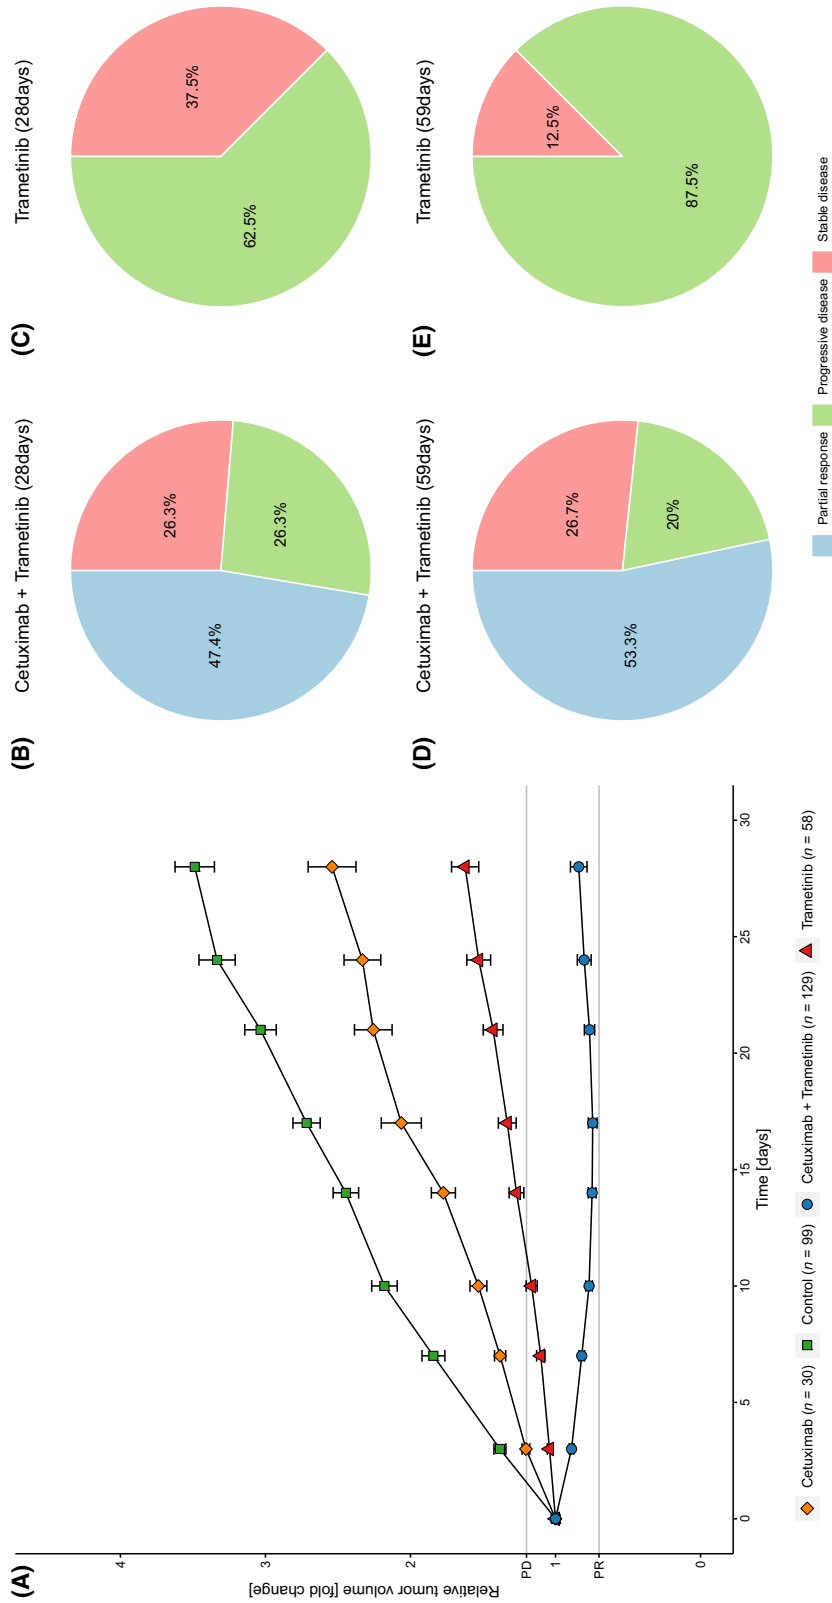 (A)
Relative tumor volume [fold change]
4
3
2
PD
1
PR
0
0
5
10
15
20
25
30
Time [days]
Cetuximab (n = 30)
Control (n = 99)
Cetuximab + Trametinib (n = 129)
Trametinib (n = 58)
(B)
Cetuximab + Trametinib (28days)
47.4%
26.3%
26.3%
(C)
Trametinib (28days)
62.5%
37.5%
(D)
Cetuximab + Trametinib (59days)
53.3%
26.7%
20%
(E)
Trametinib (59days)
12.5%
87.5%
Partial response
Progressive disease
Stable disease